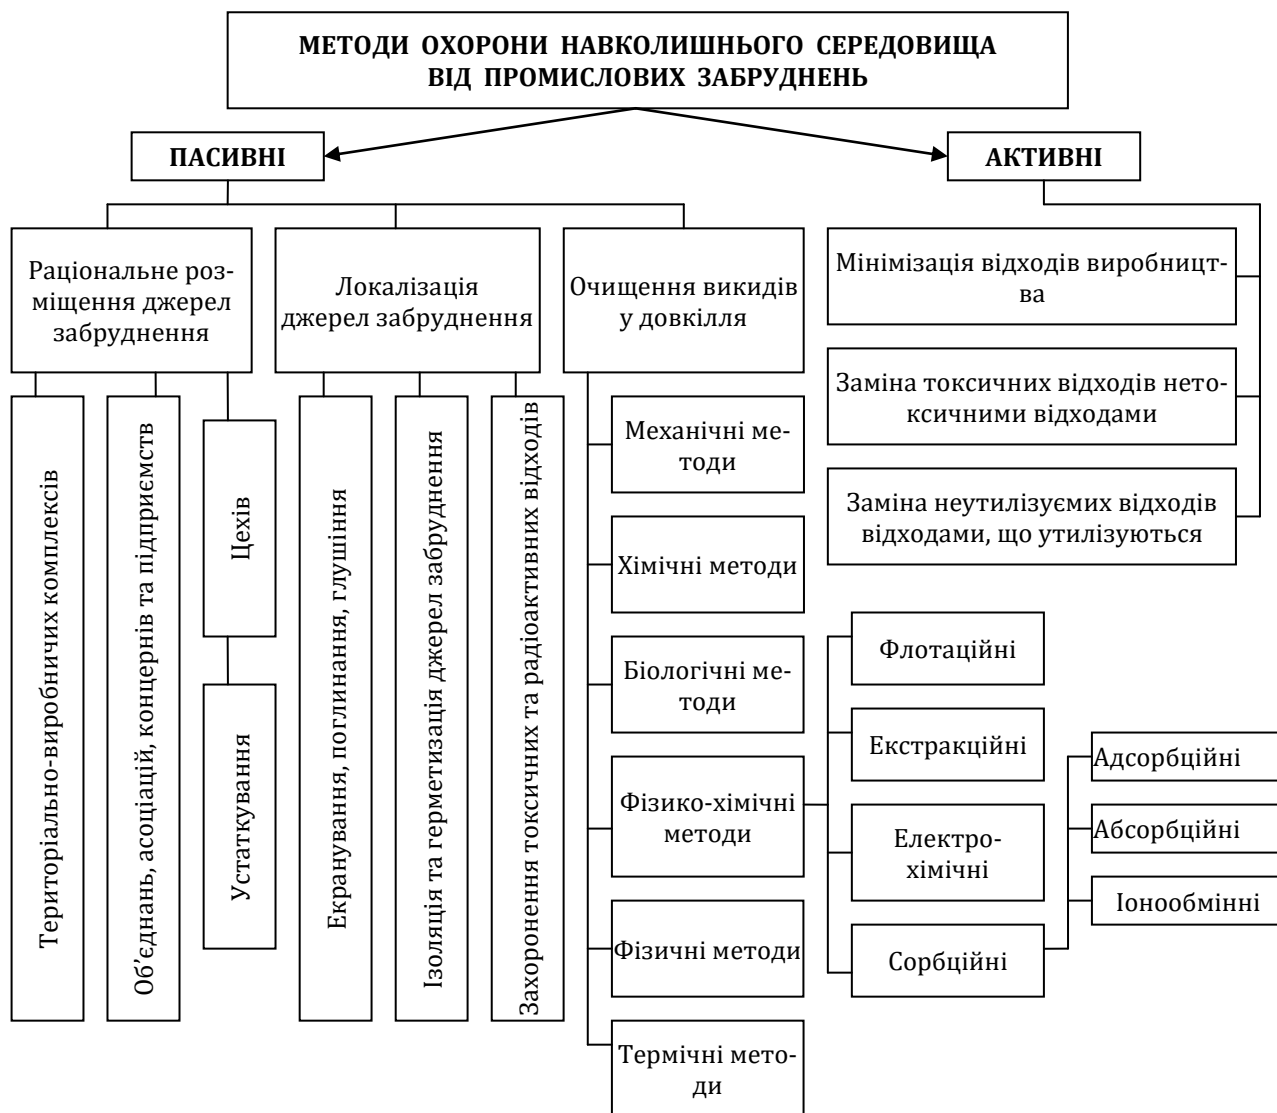 МЕТОДИ ОХОРОНИ НАВКОЛИШНЬОГО СЕРЕДОВИЩА
ВІД ПРОМИСЛОВИХ ЗАБРУДНЕНЬ
ПАСИВНІ
АКТИВНІ
Раціональне роз-
міщення джерел
забруднення
Локалізація
джерел забруднення
Очищення викидів
у довкілля
Мінімізація відходів виробницт-
ва
Заміна токсичних відходів нето-
ксичними відходами
Заміна неутилізуємих відходів
відходами, що утилізуються
Територіально-виробничих комплексів
Об’єднань, асоціацій, концернів та підприємств
Цехів
Устаткування
Екранування, поглинання, глушіння
Ізоляція та герметизація джерел забруднення
Захоронення токсичних та радіоактивних відходів
Механічні ме-
тоди
Хімічні методи
Біологічні ме-
тоди
Фізико-хімічні
методи
Фізичні методи
Термічні мето-
ди
Флотаційні
Екстракційні
Електро-
хімічні
Сорбційні
Адсорбційні
Абсорбційні
Іонообмінні